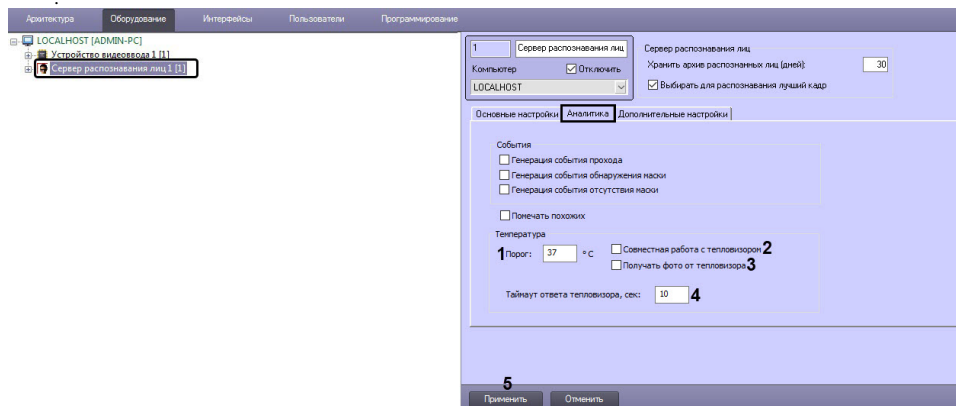 Архитектура Оборудование Интерфейсы Пользователи Программирование
LOCALHOST [ADMIN-PC]
Устройство видеоввода 1 [1]
Сервер распознавания лиц 1 [1]
1 Сервер распознавания лиц
Компьютер Отключить
LOCALHOST
Сервер распознавания лиц
Хранить архив распознанных лиц (дней): 30
Выбирать для распознавания лучший кадр
Основные настройки Аналитика Дополнительные настройки
События
Генерация события прохода
Генерация события обнаружения маски
Генерация события отсутствия маски
Помечать похожих
Температура
1 Порог: 37 ° C Совместная работа с тепловизором 2
Получать фото от тепловизора 3
Таймаут ответа тепловизора, сек: 10 4
5
Применить Отменить